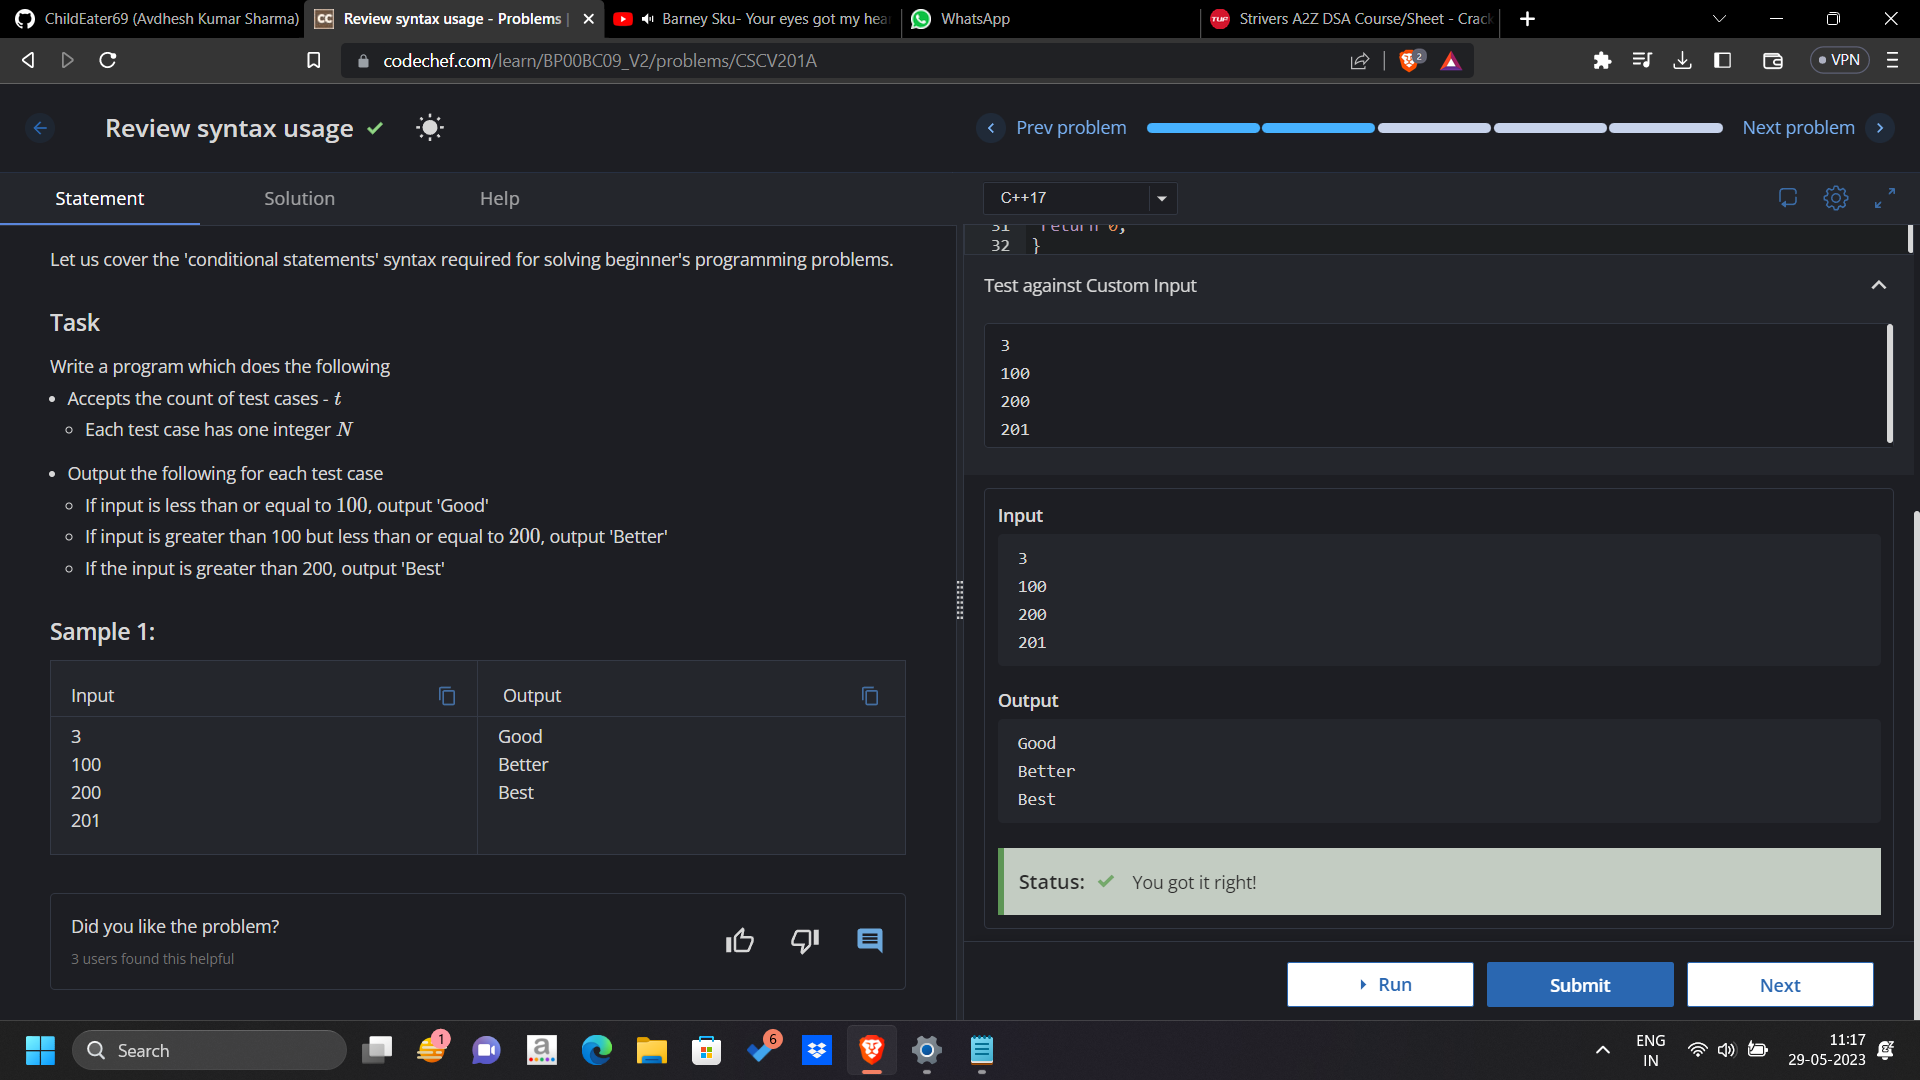 ChildEater69 (Avdhesh Kumar Sharma)
CC Review syntax usage - Problems |
Barney Sku- Your eyes got my hea
WhatsApp
TUF Strivers A2Z DSA Course/Sheet - Crack
codechef.com/learn/BP00BC09_V2/problems/CSCV201A
2
VPN
Review syntax usage
Prev problem
Next problem
Statement
Solution
Help
Let us cover the 'conditional statements' syntax required for solving beginner's programming problems.
Task
Write a program which does the following
Accepts the count of test cases - t
Each test case has one integer N
Output the following for each test case
If input is less than or equal to 100, output 'Good'
If input is greater than 100 but less than or equal to 200, output 'Better'
If the input is greater than 200, output 'Best'
Sample 1:
Input
Output
3
100
200
201
Good
Better
Best
Did you like the problem?
3 users found this helpful
C++17
31 return 0;
32 }
Test against Custom Input
3
100
200
201
Input
3
100
200
201
Output
Good
Better
Best
Status: You got it right!
Run
Submit
Next
Search
1
a
6
ENG
IN
11:17
29-05-2023